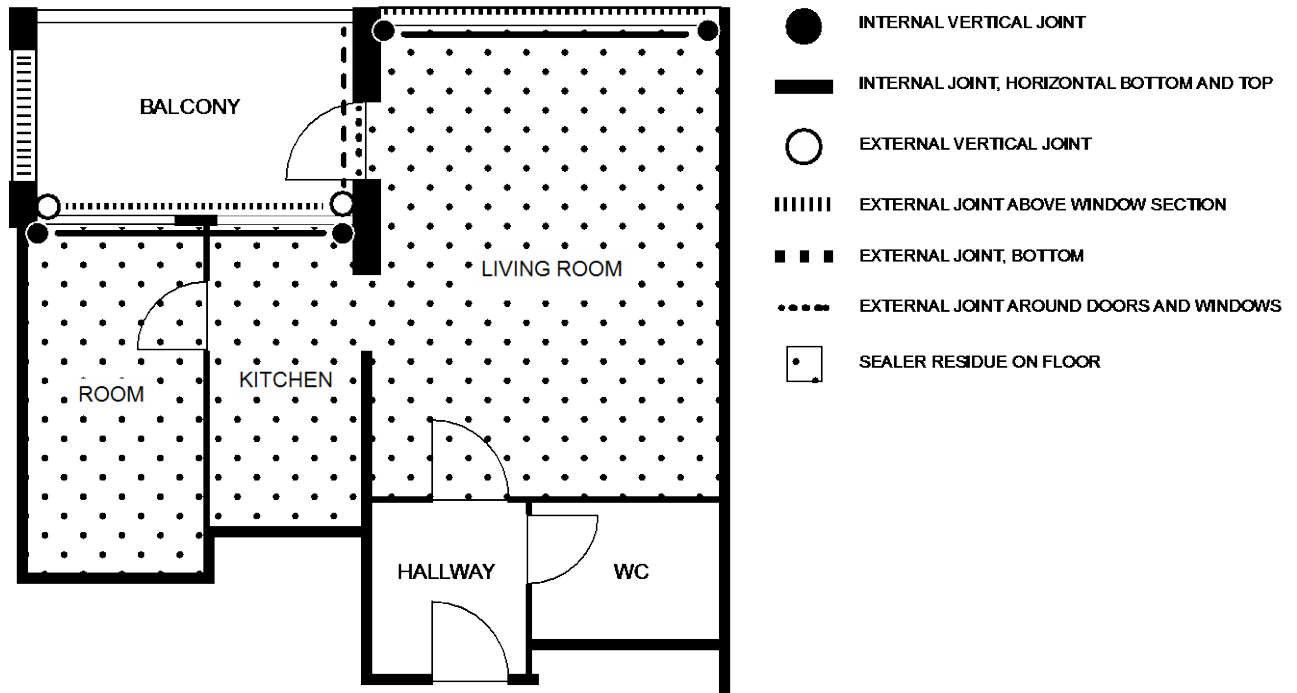 INTERNAL VERTICAL JOINT
INTERNAL JOINT, HORIZONTAL BOTTOM AND TOP
BALCONY
EXTERNAL VERTICAL JOINT
EXTERNAL JOINT ABOVE WINDOW SECTION
EXTERNAL JOINT, BOTTOM
LIVING ROOM
EXTERNAL JOINT AROUND DOORS AND WINDOWS
SEALER RESIDUE ON FLOOR
KITCHEN
ROOM
HALLWAY
WC